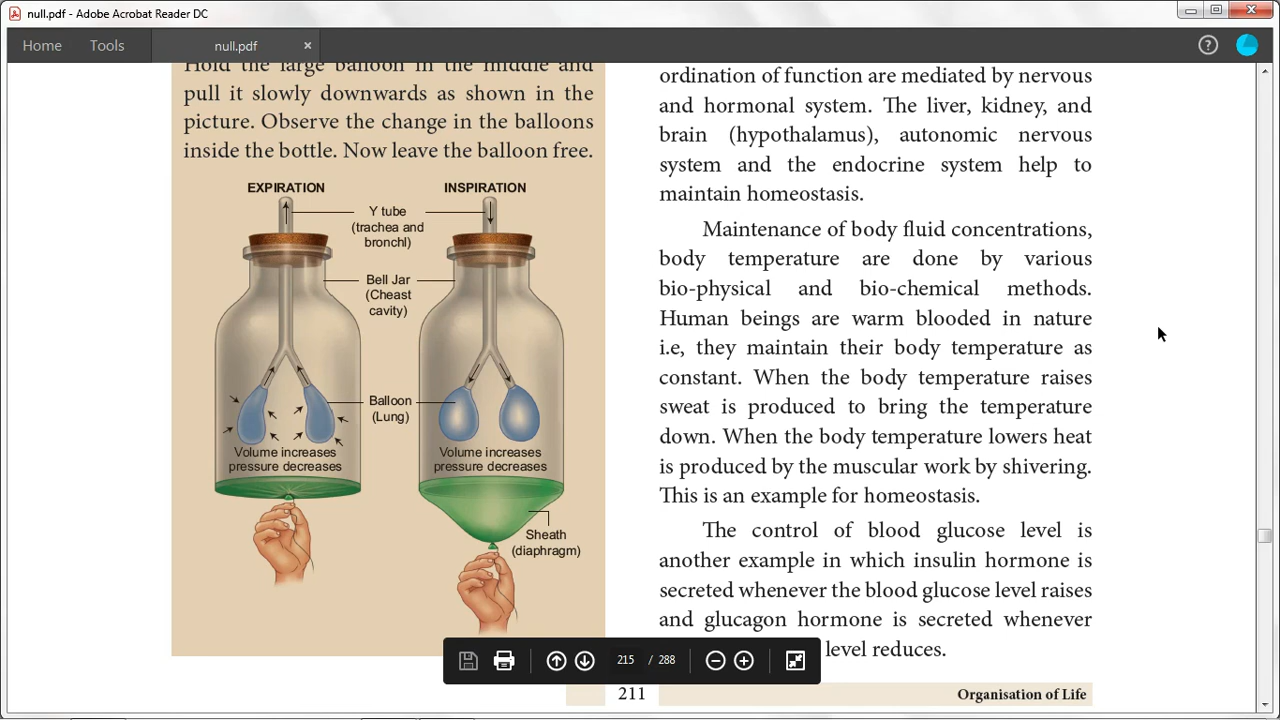 null.pdf - Adobe Acrobat Reader DC
Home
Tools
null.pdf
Hold the large balloon in the middle and
pull it slowly downwards as shown in the
picture. Observe the change in the balloons
inside the bottle. Now leave the balloon free.
EXPIRATION
INSPIRATION
Y tube
(trachea and
bronchl)
Bell Jar
(Cheast
cavity)
Balloon
(Lung)
Volume increases
pressure decreases
Volume increases
pressure decreases
Sheath
(diaphragm)
ordination of function are mediated by nervous
and hormonal system. The liver, kidney, and
brain (hypothalamus), autonomic nervous
system and the endocrine system help to
maintain homeostasis.
Maintenance of body fluid concentrations,
body temperature are done by various
bio-physical and bio-chemical methods.
Human beings are warm blooded in nature
i.e, they maintain their body temperature as
constant. When the body temperature raises
sweat is produced to bring the temperature
down. When the body temperature lowers heat
is produced by the muscular work by shivering.
This is an example for homeostasis.
The control of blood glucose level is
another example in which insulin hormone is
secreted whenever the blood glucose level raises
and glucagon hormone is secreted whenever
level reduces.
215 / 288
211
Organisation of Life